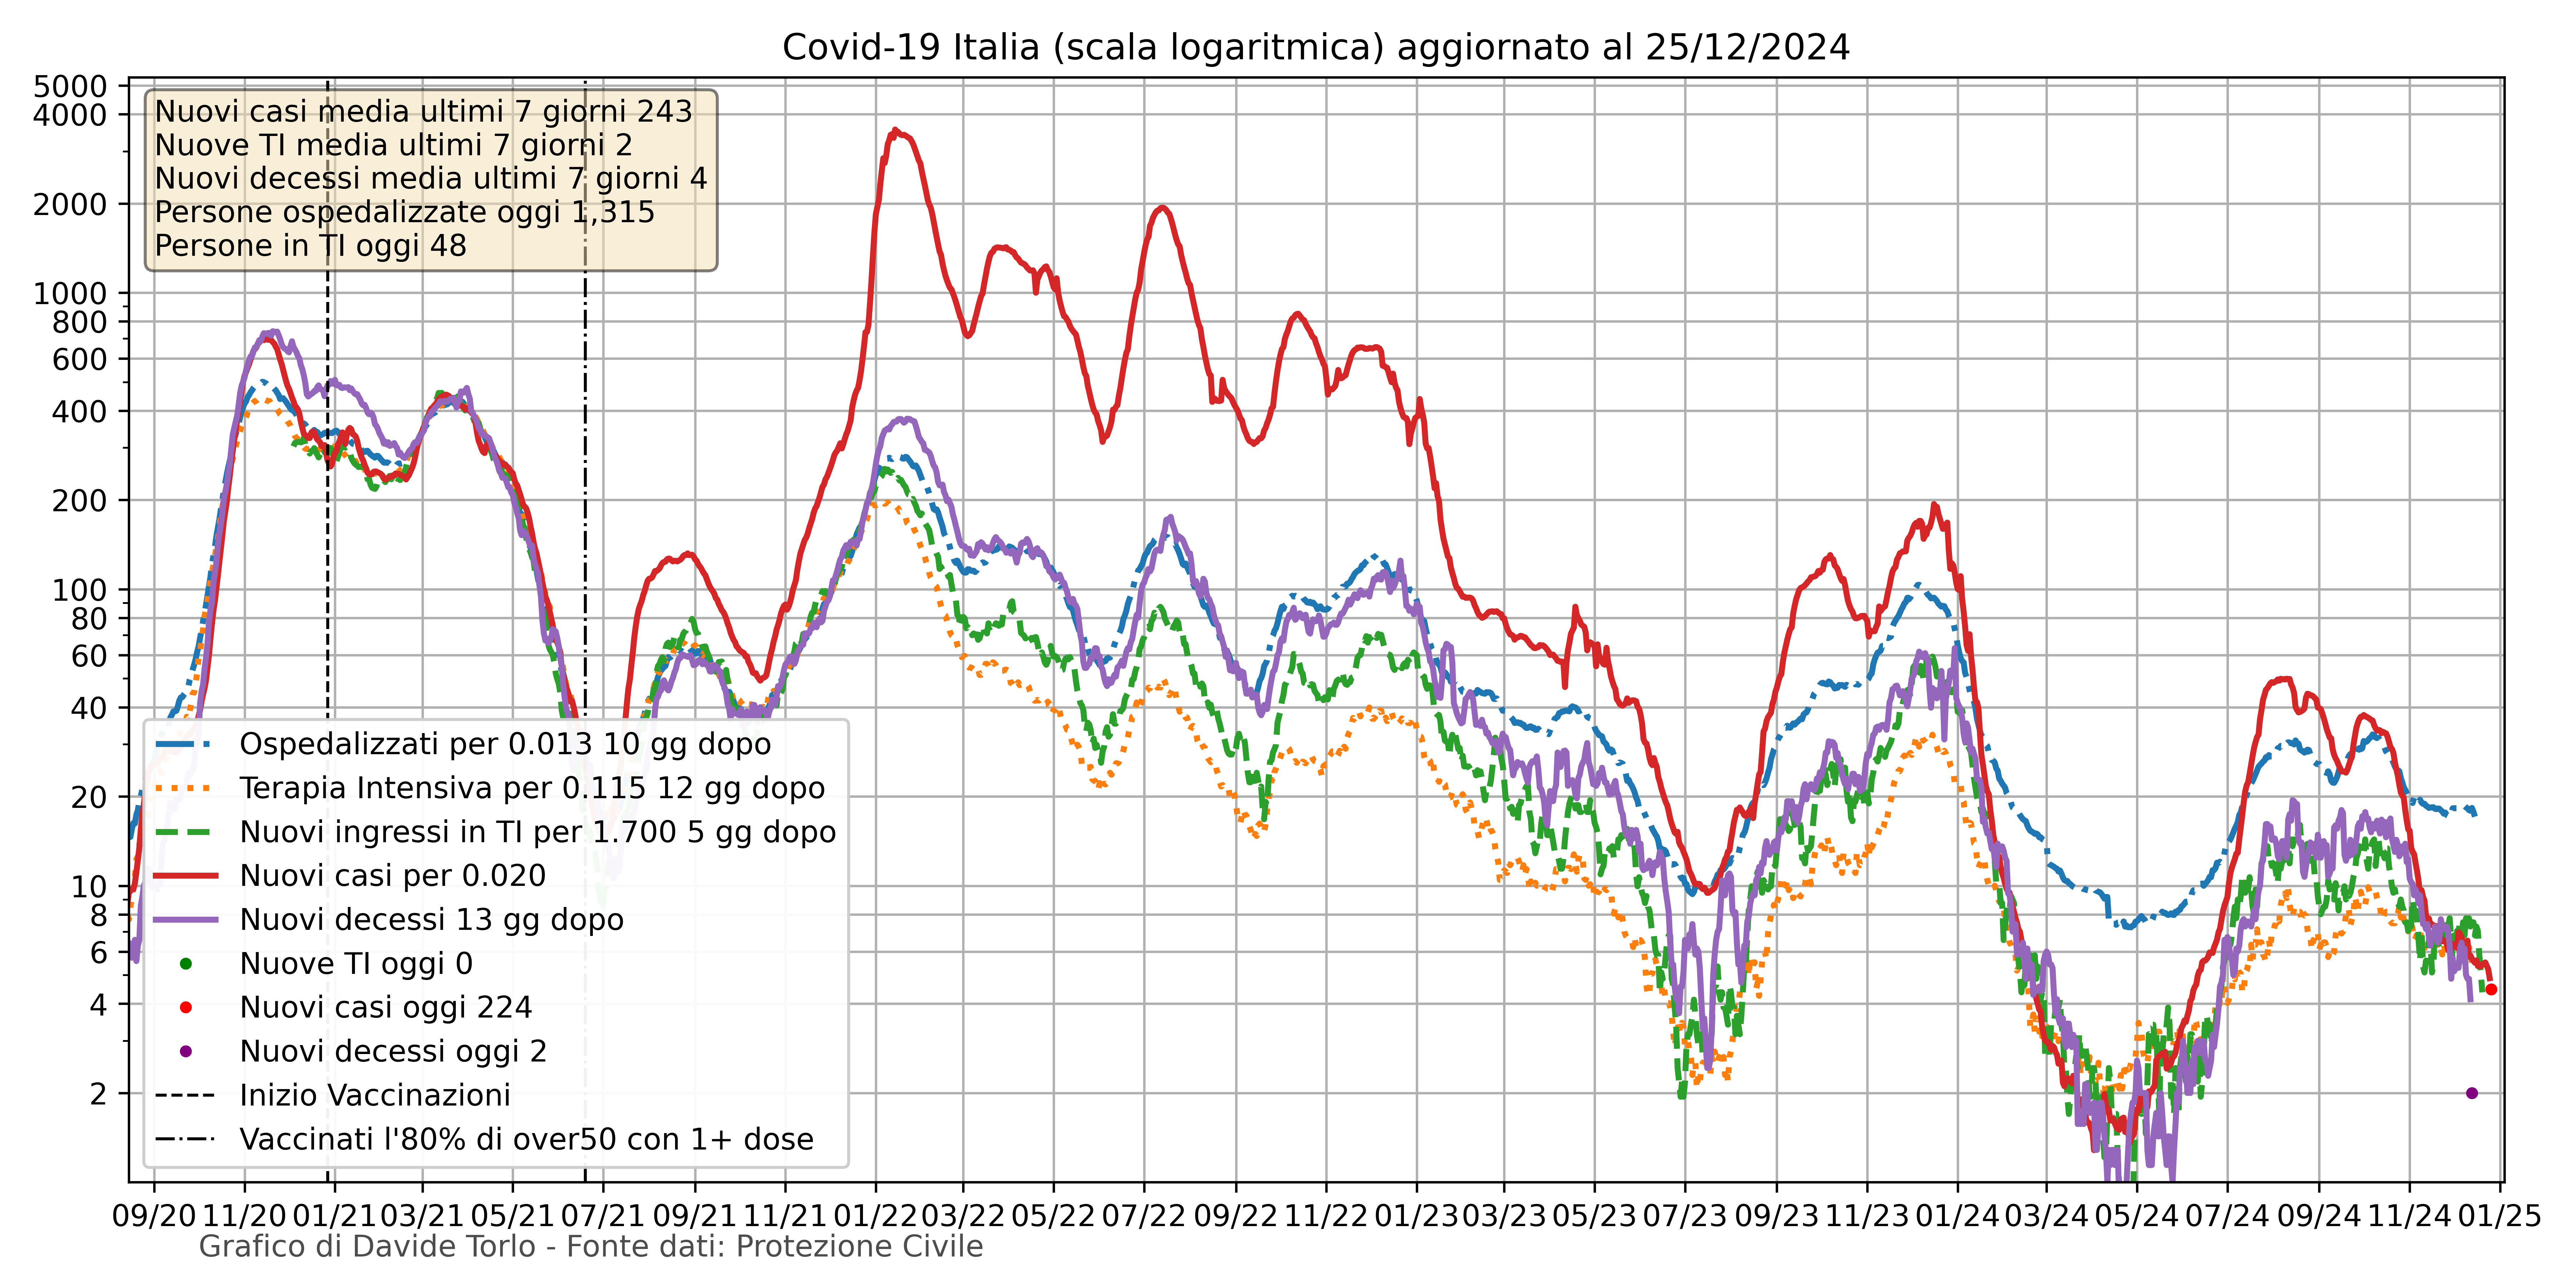 Covid-19 Italia (scala logaritmica) aggiornato al 25/12/2024
5000
4000
2000
1000
800
600
400
200
100
80
60
40
20
10
8
6
4
2
Nuovi casi media ultimi 7 giorni 243
Nuove TI media ultimi 7 giorni 2
Nuovi decessi media ultimi 7 giorni 4
Persone ospedalizzate oggi 1,315
Persone in TI oggi 48
Ospedalizzati per 0.013 10 gg dopo
Terapia Intensiva per 0.115 12 gg dopo
Nuovi ingressi in TI per 1.700 5 gg dopo
Nuovi casi per 0.020
Nuovi decessi 13 gg dopo
Nuove TI oggi 0
Nuovi casi oggi 224
Nuovi decessi oggi 2
Inizio Vaccinazioni
Vaccinati l'80% di over50 con 1+ dose
09/20 11/20 01/21 03/21 05/21 07/21 09/21 11/21 01/22 03/22 05/22 07/22 09/22 11/22 01/23 03/23 05/23 07/23 09/23 11/23 01/24 03/24 05/24 07/24 09/24 11/24 01/25
Grafico di Davide Torlo - Fonte dati: Protezione Civile